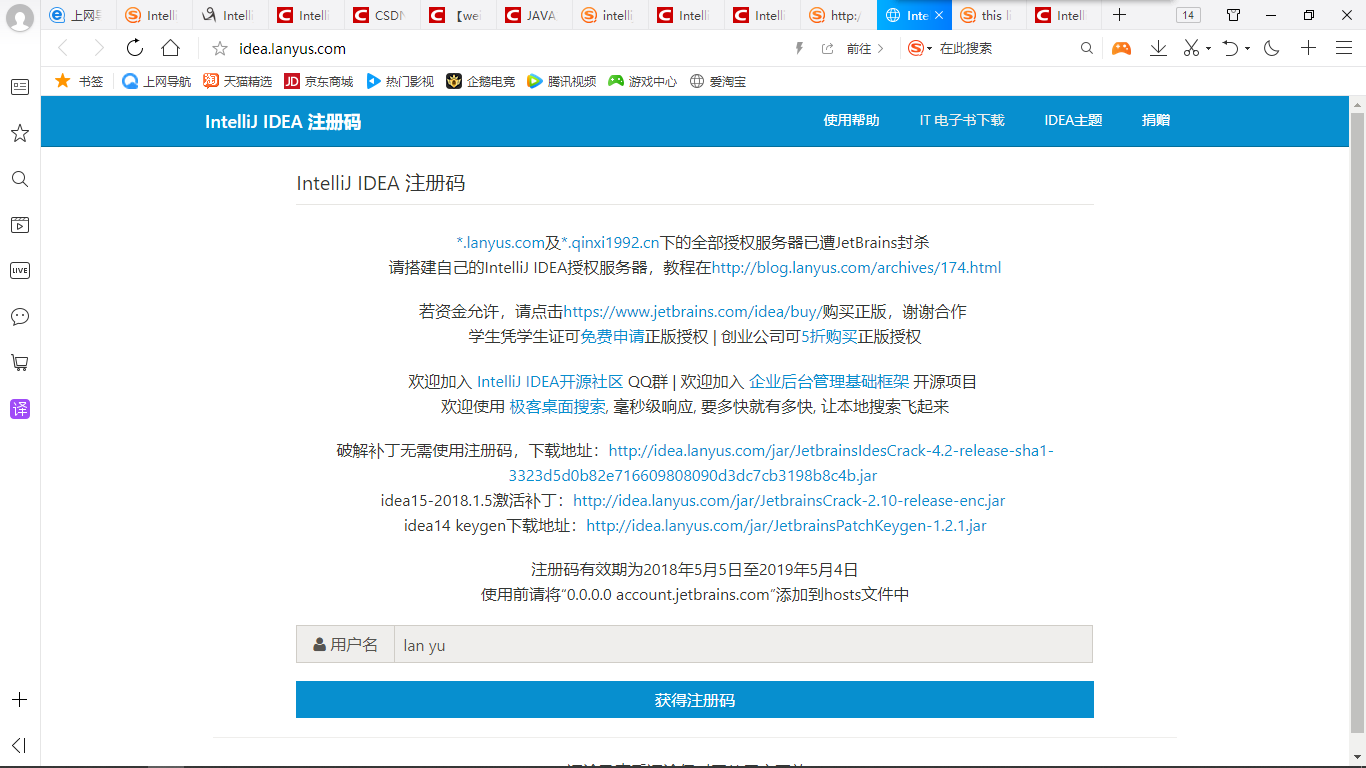 上网导
Intelli
Intelli
Intelli
CSDN
【wei
JAVA
intelli
Intelli
Intelli
http:/
Inte
this li
Intelli
14
idea.lanyus.com
前往
在此搜索
书签
上网导航
天猫精选
京东商城
热门影视
企鹅电竞
腾讯视频
游戏中心
爱淘宝
LIVE
译
IntelliJ IDEA 注册码
使用帮助
IT 电子书下载
IDEA主题
捐赠
IntelliJ IDEA 注册码
*.lanyus.com及*.qinxi1992.cn下的全部授权服务器已遭JetBrains封杀
请搭建自己的IntelliJ IDEA授权服务器，教程在http://blog.lanyus.com/archives/174.html
若资金允许，请点击https://www.jetbrains.com/idea/buy/购买正版，谢谢合作
学生凭学生证可免费申请正版授权 | 创业公司可5折购买正版授权
欢迎加入 IntelliJ IDEA开源社区 QQ群 | 欢迎加入 企业后台管理基础框架 开源项目
欢迎使用 极客桌面搜索, 毫秒级响应, 要多快就有多快, 让本地搜索飞起来
破解补丁无需使用注册码，下载地址：http://idea.lanyus.com/jar/JetbrainsIdesCrack-4.2-release-sha1-
3323d5d0b82e716609808090d3dc7cb3198b8c4b.jar
idea15-2018.1.5激活补丁：http://idea.lanyus.com/jar/JetbrainsCrack-2.10-release-enc.jar
idea14 keygen下载地址：http://idea.lanyus.com/jar/JetbrainsPatchKeygen-1.2.1.jar
注册码有效期为2018年5月5日至2019年5月4日
使用前请将“0.0.0.0 account.jetbrains.com”添加到hosts文件中
用户名
lan yu
获得注册码